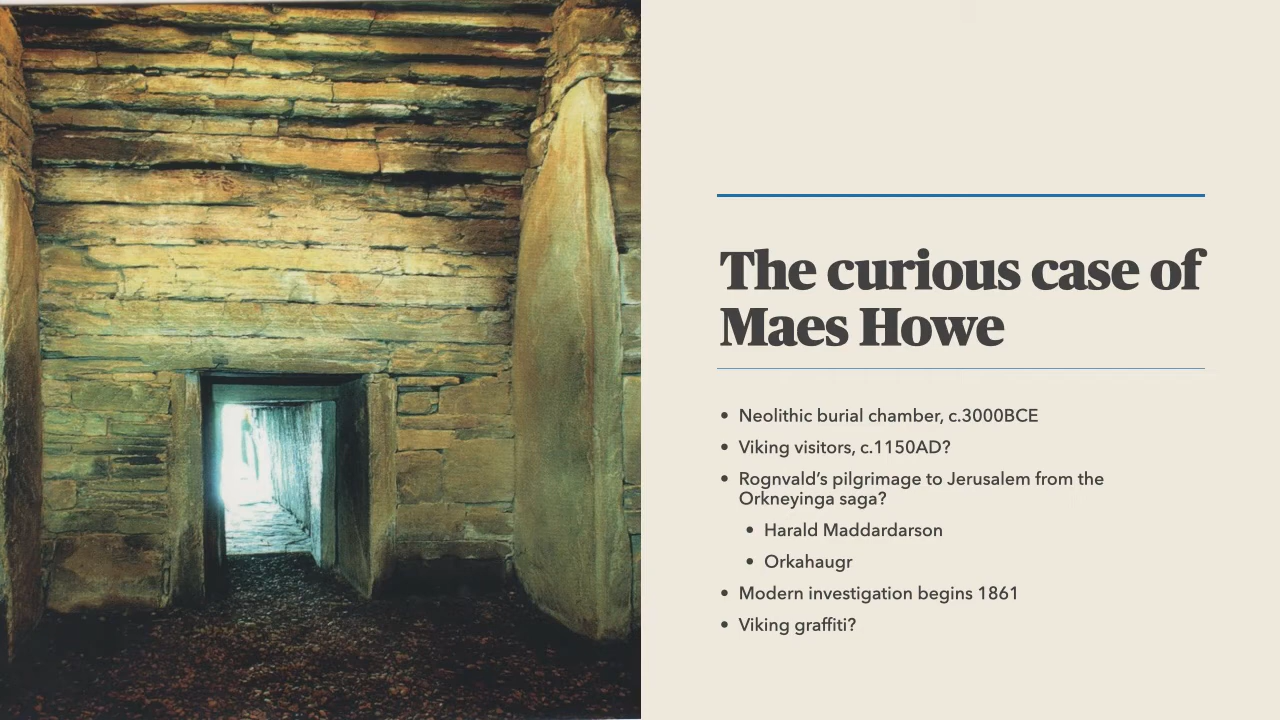 The curious case of
Maes Howe
• Neolithic burial chamber, c.3000BCE
• Viking visitors, c.1150AD?
• Rognvald’s pilgrimage to Jerusalem from the
Orkneyinga saga?
• Harald Maddardarson
• Orkahaugr
• Modern investigation begins 1861
• Viking graffiti?